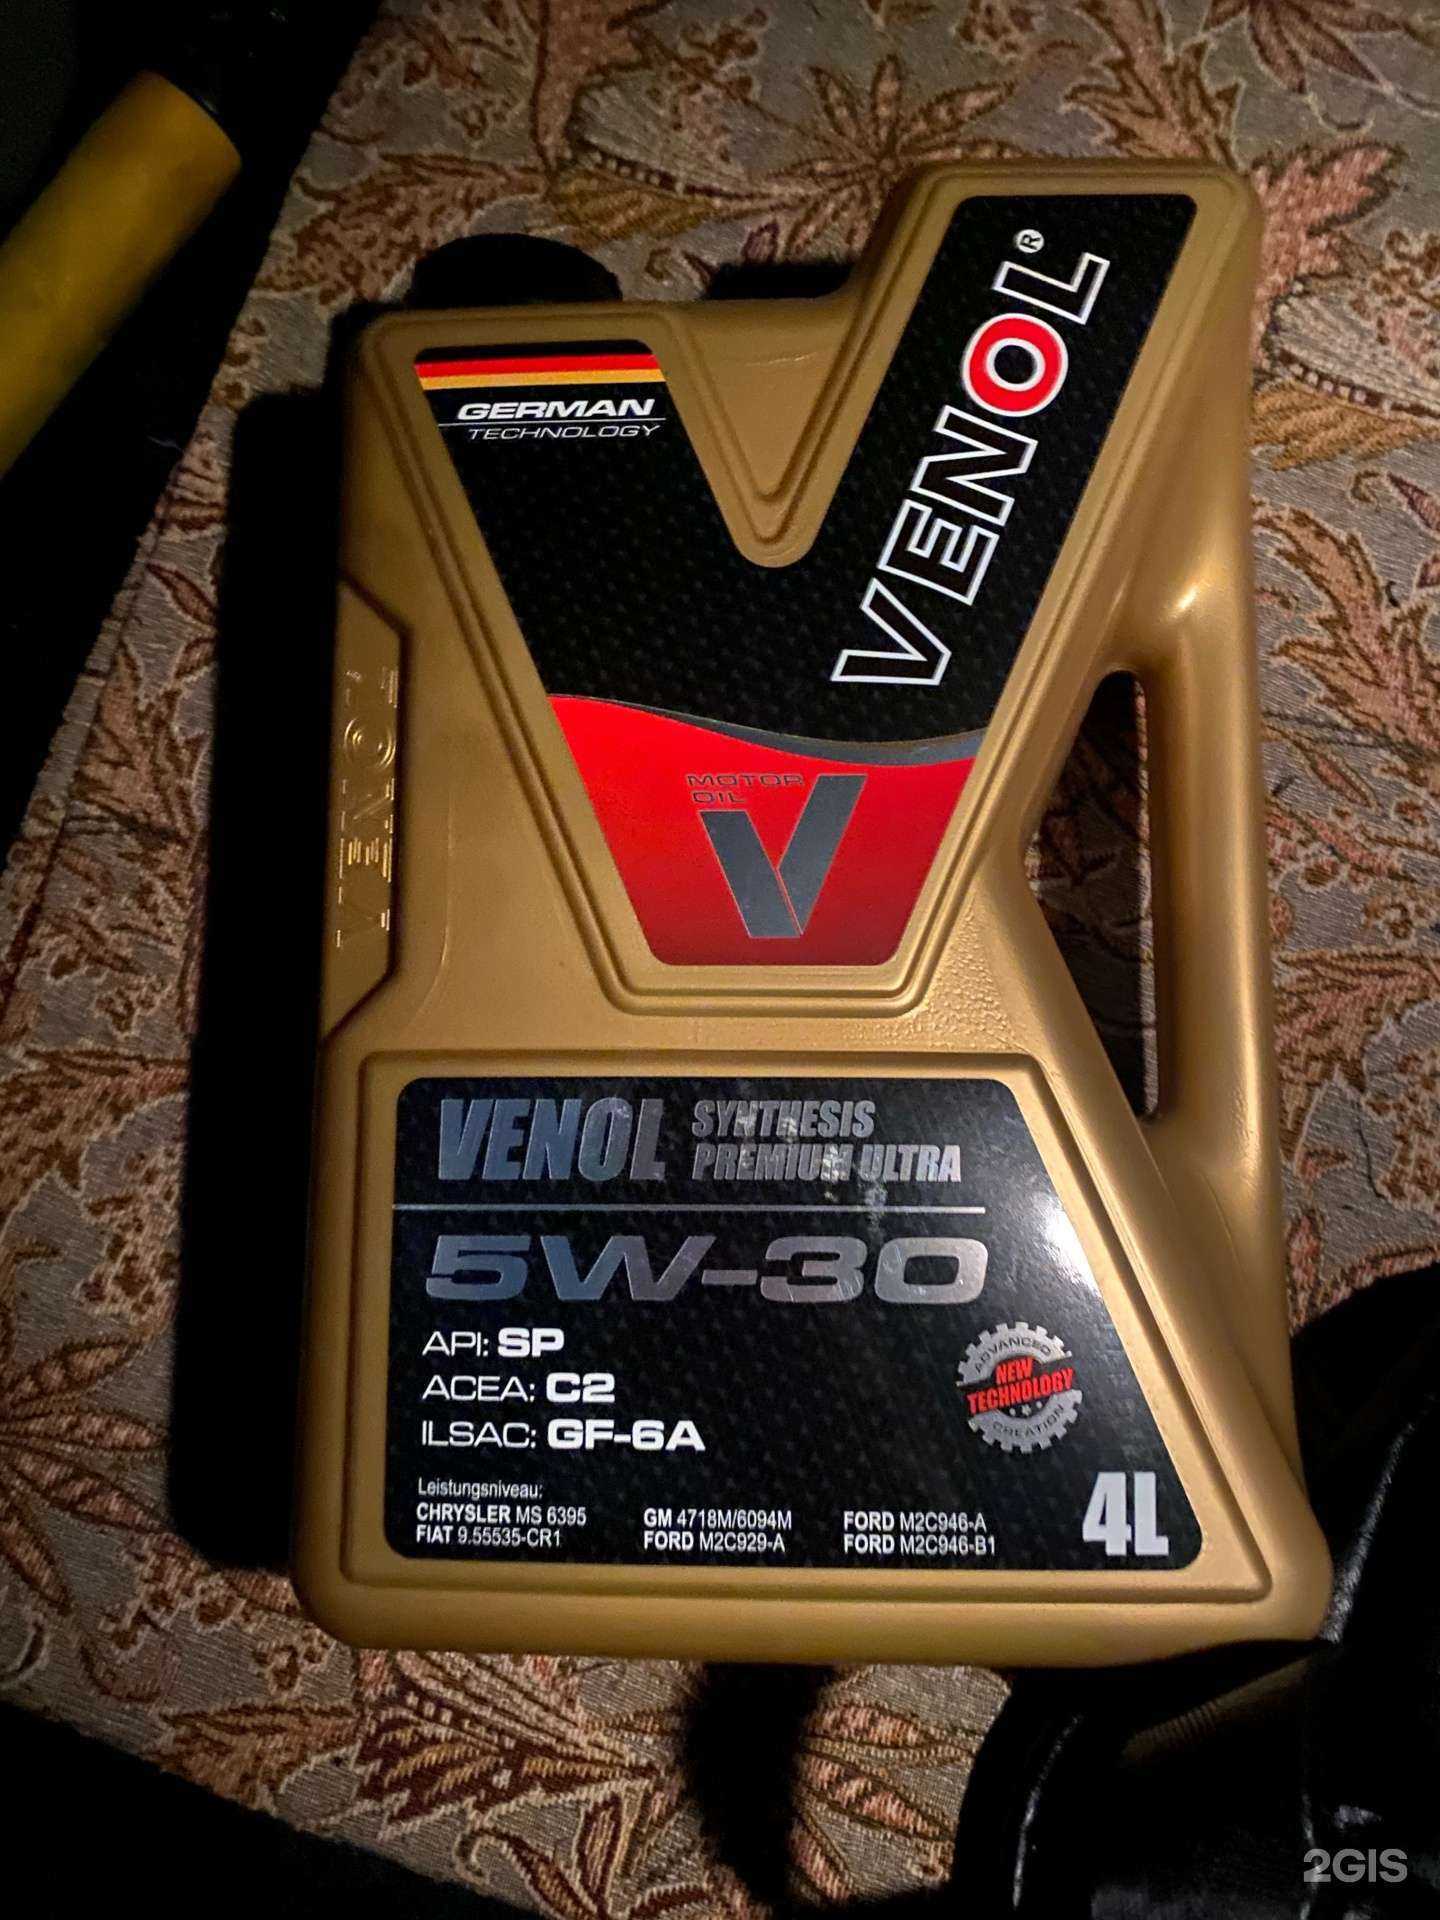 GERMAN
TECHNOLOGY
VENOL®
VENOL
MOTOR
OIL
VENOL SYNTHESIS
PREMIUM ULTRA
5W-30
API: SP
ACEA: C2
ILSAC: GF-6A
ADVANCED
NEW
TECHNOLOGY
CREATION
Leistungsniveau:
CHRYSLER MS 6395 GM 4718M/6094M FORD M2C946-A
FIAT 9.55535-CR1 FORD M2C929-A FORD M2C946-B1
4L
2GIS